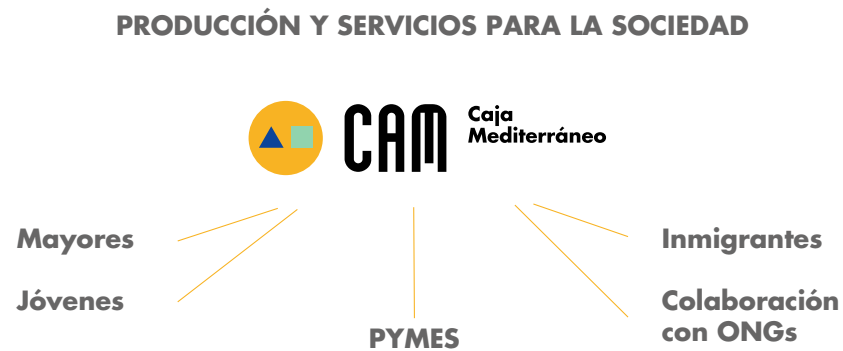 PRODUCCIÓN Y SERVICIOS PARA LA SOCIEDAD
CAM
Caja
Mediterráneo
Mayores
Inmigrantes
Jóvenes
Colaboración
con ONGs
PYMES